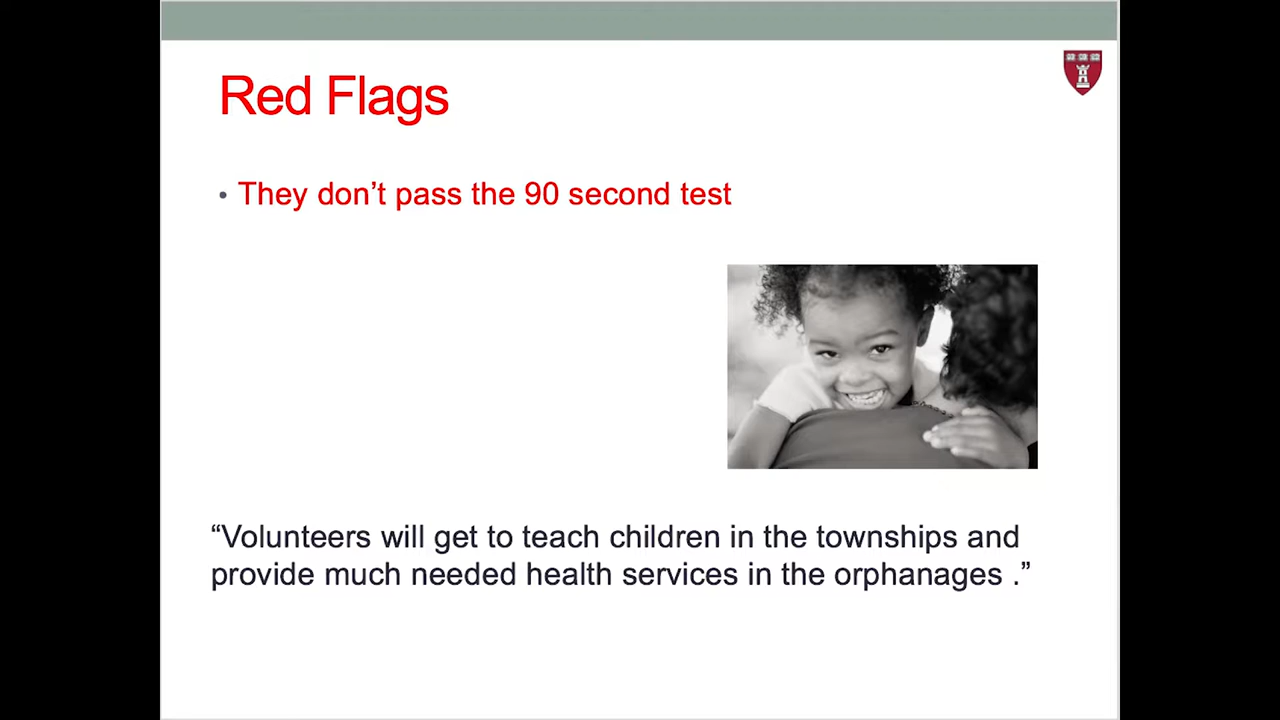 Red Flags
• They don’t pass the 90 second test
“Volunteers will get to teach children in the townships and
provide much needed health services in the orphanages .”